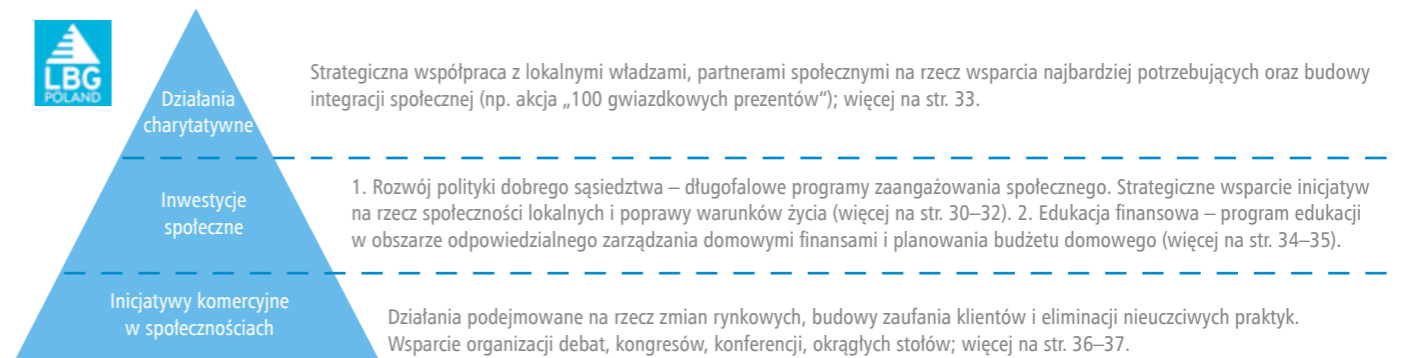 LBG
POLAND
Działania
charytatywne
Strategiczna współpraca z lokalnymi władzami, partnerami społecznymi na rzecz wsparcia najbardziej potrzebujących oraz budowy
integracji społecznej (np. akcja „100 gwiazdkowych prezentów”); więcej na str. 33.
Inwestycje
społeczne
1. Rozwój polityki dobrego sąsiedztwa – długofalowe programy zaangażowania społecznego. Strategiczne wsparcie inicjatyw
na rzecz społeczności lokalnych i poprawy warunków życia (więcej na str. 30–32). 2. Edukacja finansowa – program edukacji
w obszarze odpowiedzialnego zarządzania domowymi finansami i planowania budżetu domowego (więcej na str. 34–35).
Inicjatywy komercyjne
w społecznościach
Działania podejmowane na rzecz zmian rynkowych, budowy zaufania klientów i eliminacji nieuczciwych praktyk.
Wsparcie organizacji debat, kongresów, konferencji, okrągłych stołów; więcej na str. 36–37.